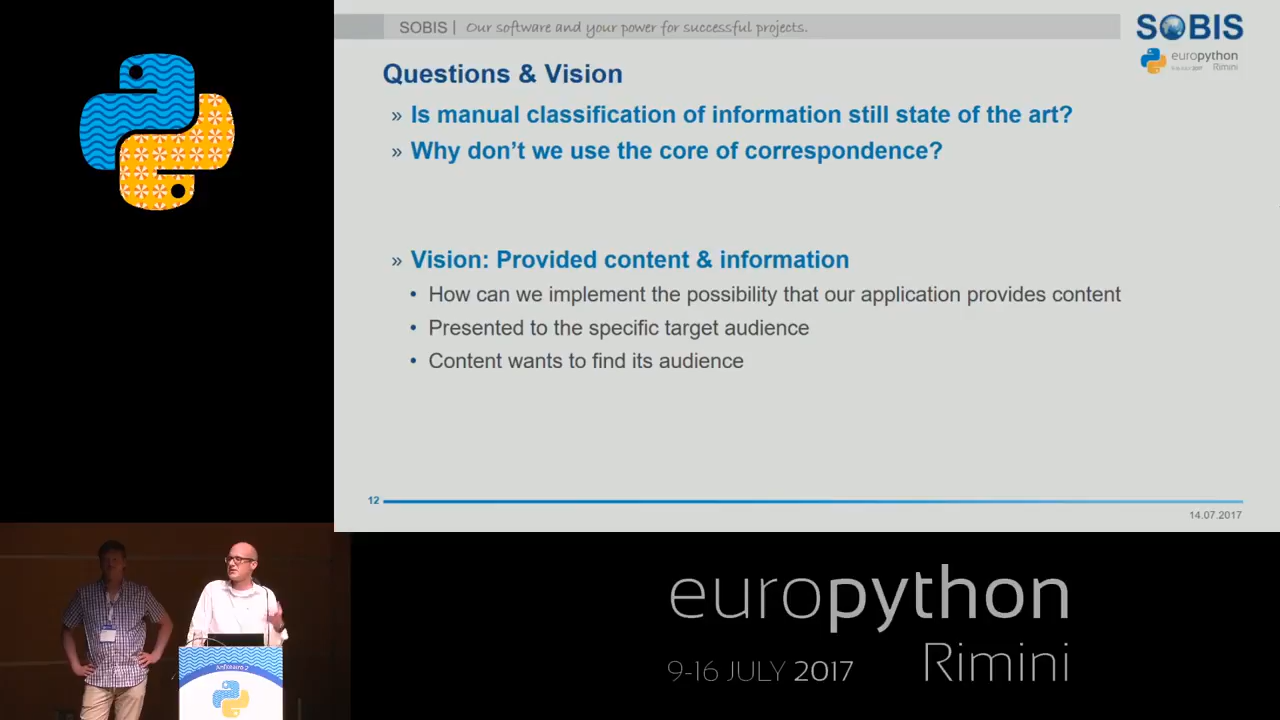 SOBIS | Our software and your power for successful projects.
SOBIS
europython
Rimini
Questions & Vision
» Is manual classification of information still state of the art?
» Why don't we use the core of correspondence?
» Vision: Provided content & information
• How can we implement the possibility that our application provides content
• Presented to the specific target audience
• Content wants to find its audience
12
14.07.2017
europython
Rimini
9-16 JULY 2017